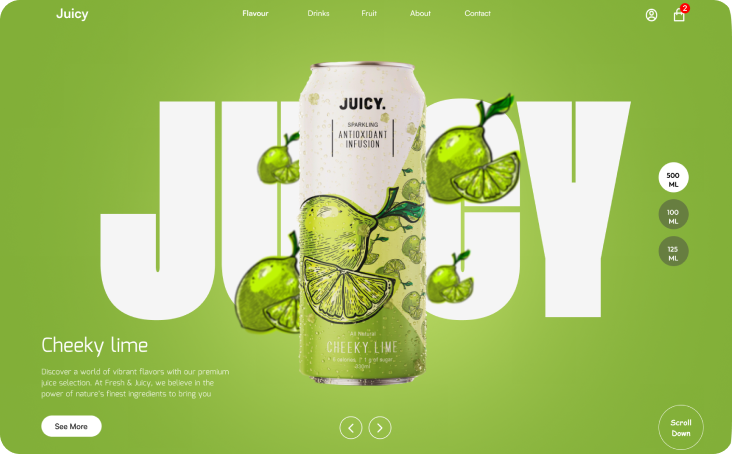 Juicy
Flavour
Drinks
Fruit
About
Contact
2
JUICY
JUICY.
SPARKLING
ANTIOXIDANT
INFUSION
500
ML
100
ML
125
ML
All Natural
CHEEKY LIME
Cheeky lime
Discover a world of vibrant flavors with our premium
juice selection. At Fresh & Juicy, we believe in the
power of nature's finest ingredients to bring you
See More
Scroll
Down